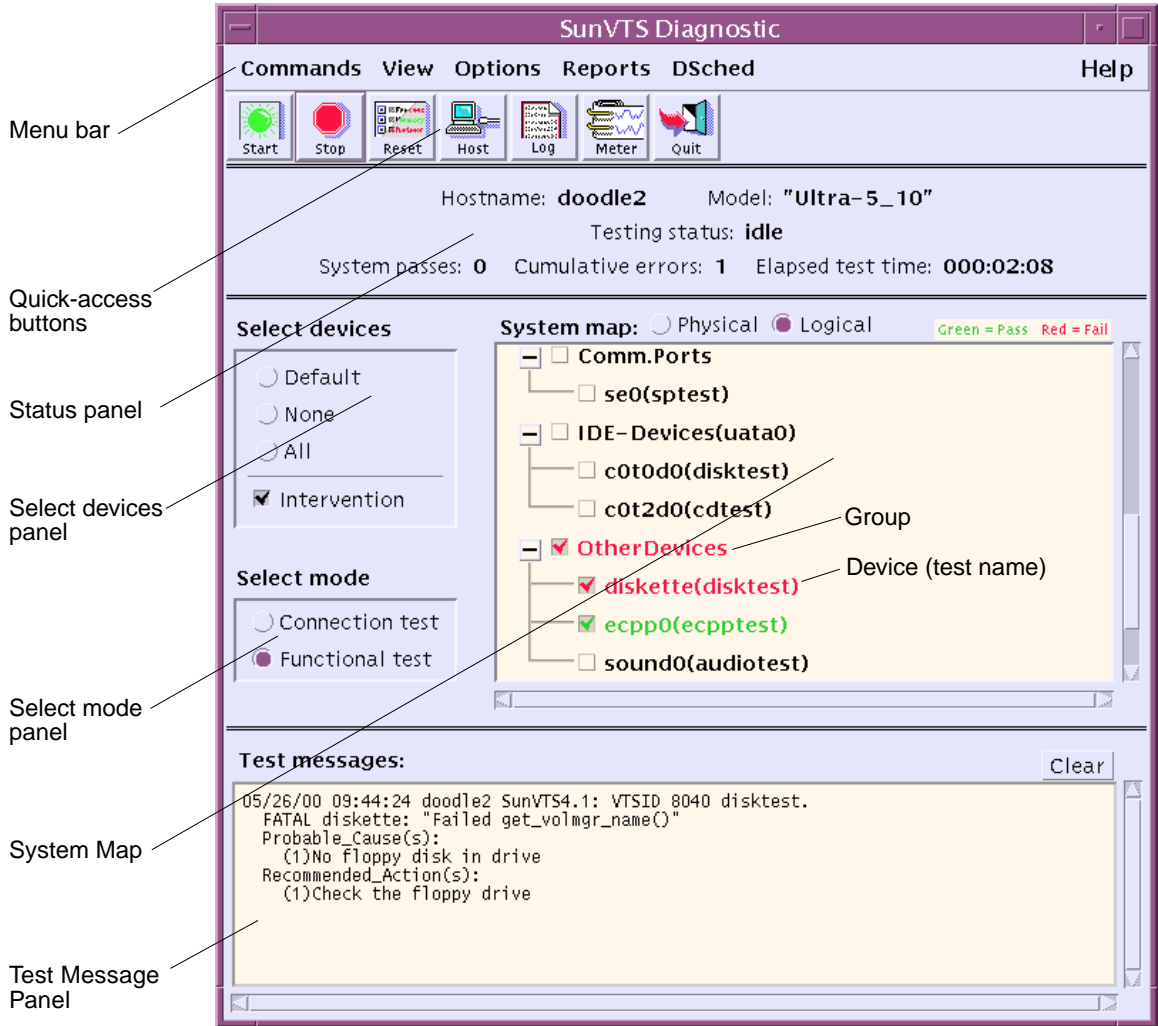 SunVTS Diagnostic
Commands View Options Reports DSched Help
Menu bar
Start Stop Reset Host Log Meter Quit
Hostname: doodle2 Model: "Ultra-5_10"
Testing status: idle
System passes: 0 Cumulative errors: 1 Elapsed test time: 000:02:08
Quick-access
buttons
Select devices
System map: Physical Logical Green = Pass Red = Fail
Default
None
All
Intervention
Status panel
Select devices
panel
Comm.Ports
se0(sptest)
IDE-Devices(uata0)
c0t0d0(disktest)
c0t2d0(cdtest)
OtherDevices
diskette(disktest)
ecpp0(ecpptest)
sound0(audiotest)
Group
Device (test name)
Select mode
Connection test
Functional test
Select mode
panel
Test messages: Clear
05/26/00 09:44:24 doodle2 SunVTS4.1: VTSID 8040 disktest.
FATAL diskette: "Failed get_volmgr_name()"
Probable_Cause(s):
(1)No floppy disk in drive
Recommended_Action(s):
(1)Check the floppy drive
System Map
Test Message
Panel